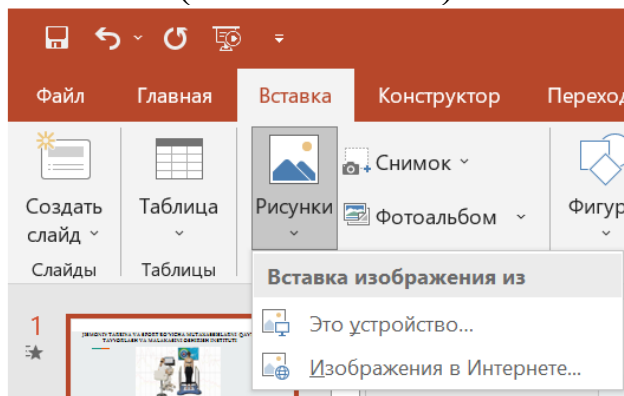 Файл Главная Вставка Конструктор Переход
Создать слайд
Таблица
Рисунки
Снимок
Фотоальбом
Фигур
Слайды
Таблицы
Вставка изображения из
Это устройство...
Изображения в Интернете...
1